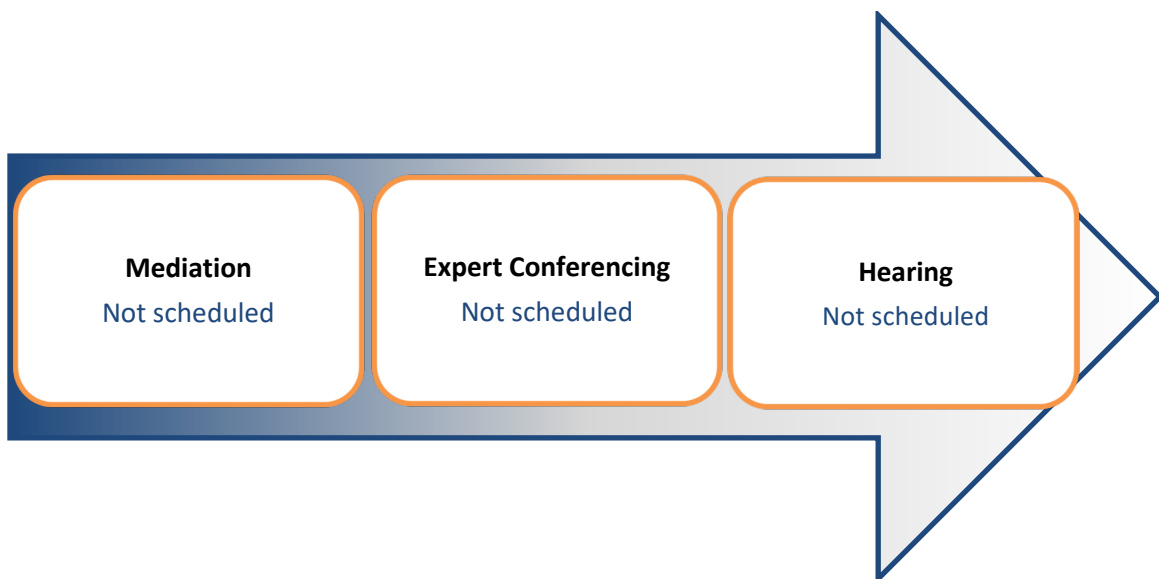 Mediation
Not scheduled
Expert Conferencing
Not scheduled
Hearing
Not scheduled